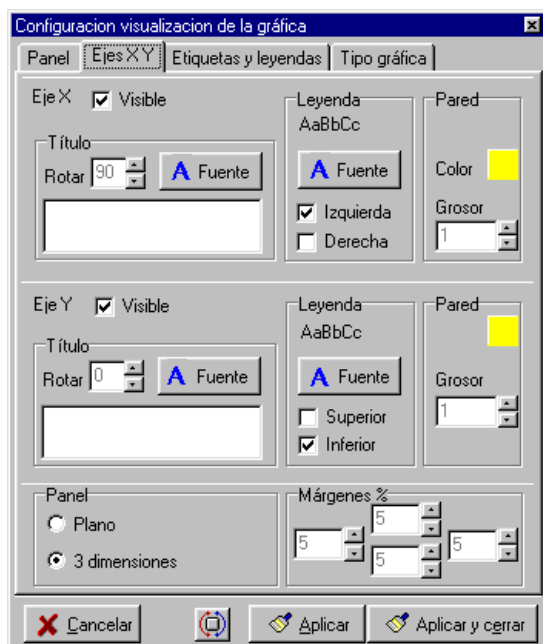 Configuracion visualizacion de la gráfica
Panel Ejes X Y Etiquetas y leyendas Tipo gráfica
Eje X Visible
Título
Rotar 90 A Fuente
Leyenda
AaBbCc
A Fuente
Izquierda
Derecha
Pared
Color
Grosor
1
Eje Y Visible
Título
Rotar 0 A Fuente
Leyenda
AaBbCc
A Fuente
Superior
Inferior
Pared
Grosor
1
Panel
Plano
3 dimensiones
Márgenes %
5
5 5
5
Cancelar Aplicar Aplicar y cerrar